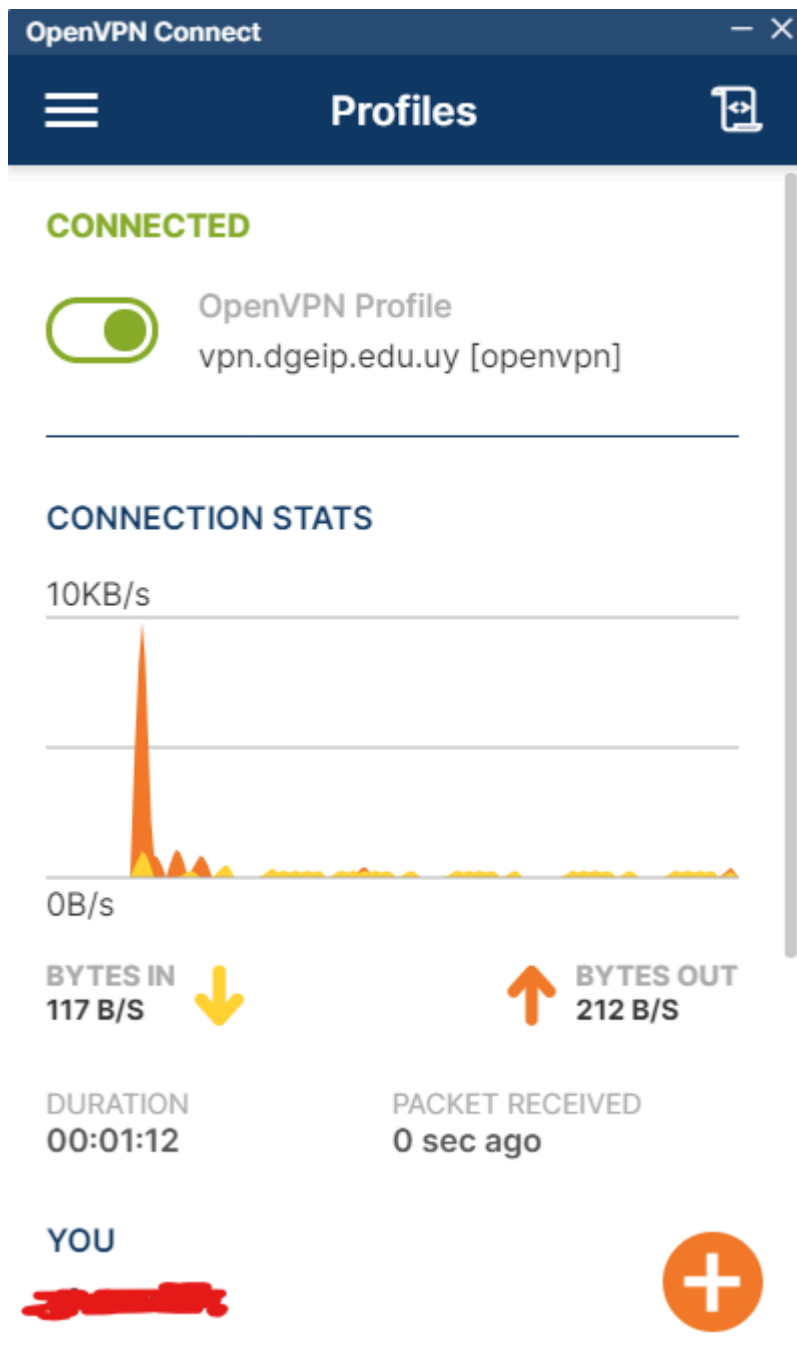 OpenVPN Connect
Profiles
CONNECTED
OpenVPN Profile
vpn.dgeip.edu.uy [openvpn]
CONNECTION STATS
10KB/s
0B/s
BYTES IN
117 B/S
BYTES OUT
212 B/S
DURATION
00:01:12
PACKET RECEIVED
0 sec ago
YOU